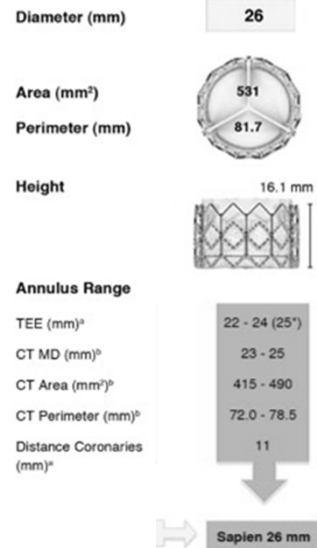 Diameter (mm) 26
Area (mm²) 531
Perimeter (mm) 81.7
Height 16.1 mm
Annulus Range
TEE (mm)ᵃ 22 - 24 (25*)
CT MD (mm)ᵇ 23 - 25
CT Area (mm²)ᵇ 415 - 490
CT Perimeter (mm)ᵇ 72.0 - 78.5
Distance Coronaries 11
(mm)ᵃ
Sapien 26 mm